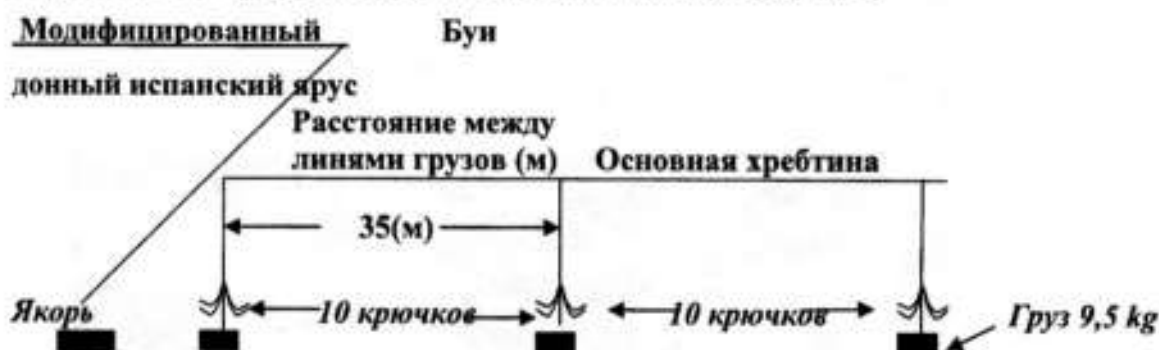 Модифицированный
Буи
донный испанский ярус
Расстояние между
линями грузов (м)
Основная хребтина
35(м)
Якорь
10 крючков
10 крючков
Груз 9,5 kg